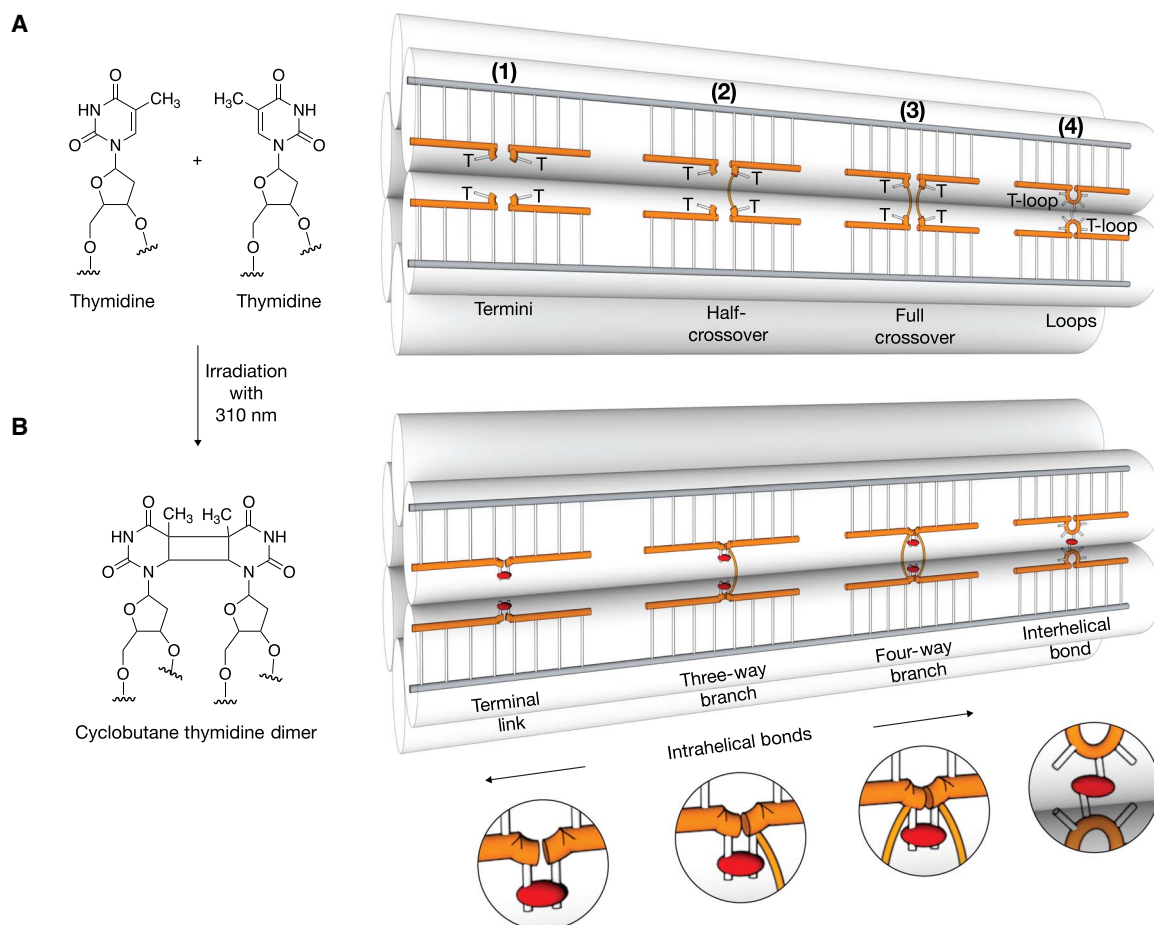 A
(1)
(2)
(3)
(4)
O
CH3
HN
O
N
O
O
O
Thymidine
+
O
H3C
NH
N
O
O
O
O
Thymidine
T
T
T
T
T
T
T
T
T-loop
T-loop
Termini
Half-
crossover
Full
crossover
Loops
Irradiation
with
310 nm
B
O
CH3
H3C
O
HN
NH
O
N
N
O
O
O
O
O
O
O
Cyclobutane thymidine dimer
Terminal
link
Three-way
branch
Four-way
branch
Interhelical
bond
Intrahelical bonds